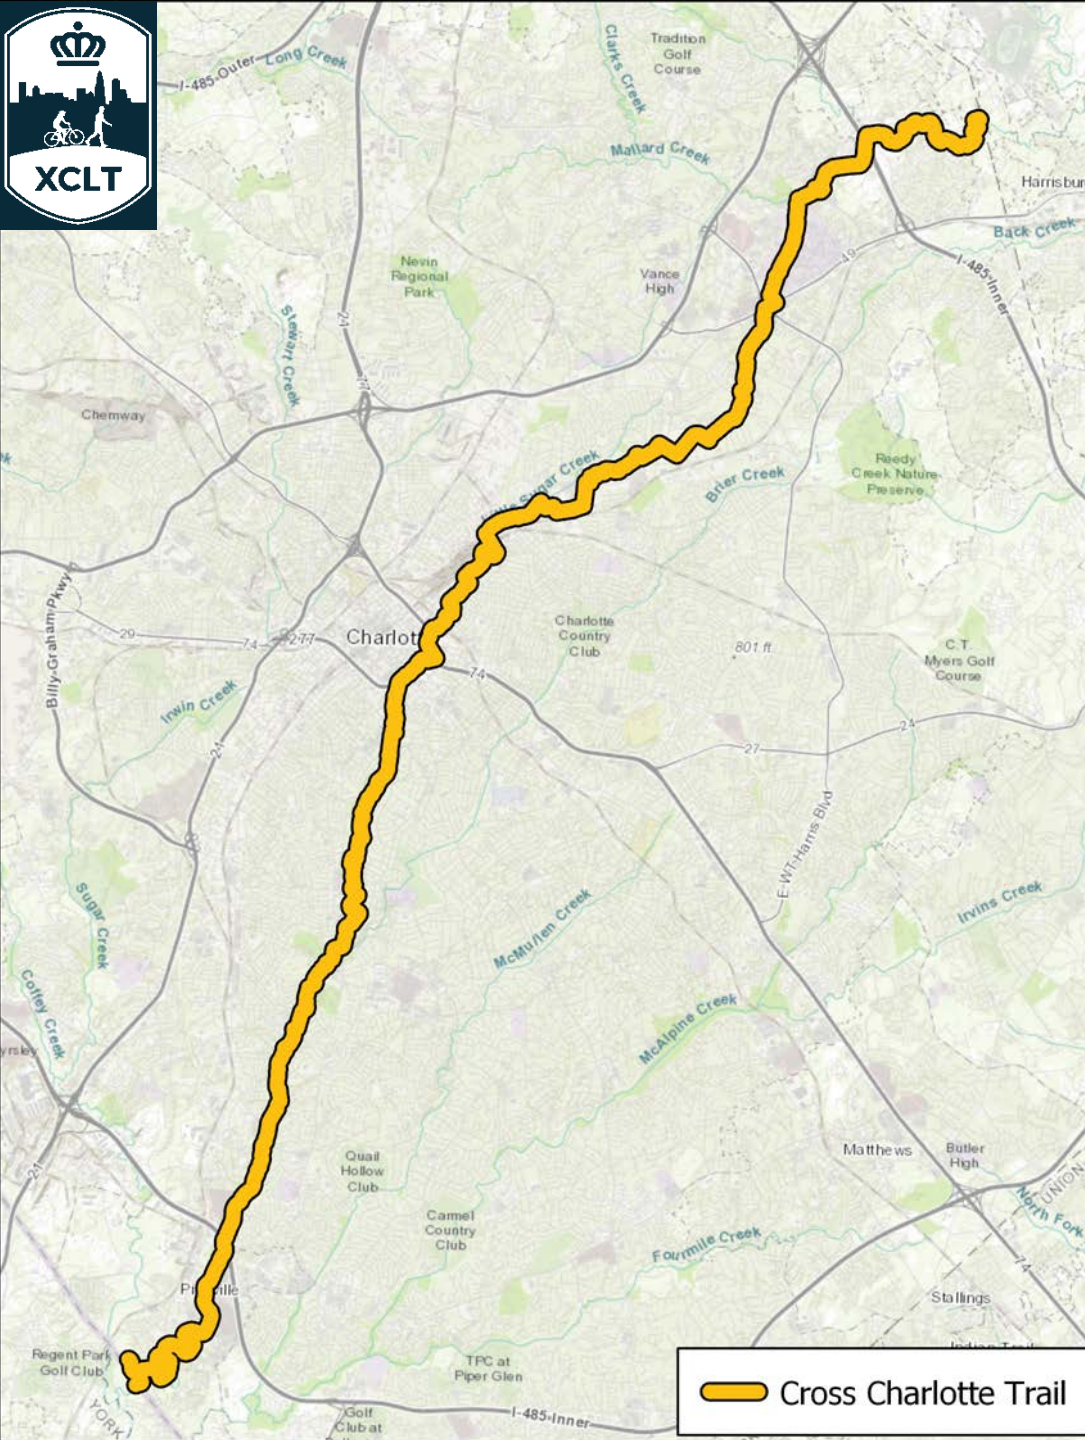 XCLT
I-485-Outer
Long Creek
Clarks Creek
Tradition
Golf
Course
Mallard Creek
Harrisbur
Back Creek
49
I-485-Inner
Nevin
Regional
Park
Vance
High
Stewart Creek
21
77
Chemway
Little Sugar Creek
Brier Creek
Reedy
Creek Nature
Preserve
Billy-Graham-Pkwy
29
74
277
Charlott
Charlotte
Country
Club
801 ft
C.T.
Myers Golf
Course
74
Irwin Creek
21
27
24
E-WT-Harris-Blvd
Sugar Creek
McMullen Creek
Irvins Creek
Coffey Creek
McAlpine Creek
yrsley
21
Quail
Hollow
Club
Matthews
Butler
High
UNION
North Fork
Carmel
Country
Club
Fourmile Creek
74
Stallings
Regent Park
Golf Club
TPC at
Piper Glen
YORK
Golf
Club at
I-485-Inner
Cross Charlotte Trail